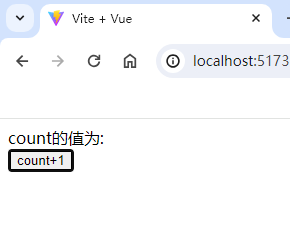 Vite + Vue
localhost:5173
count的值为:
count+1